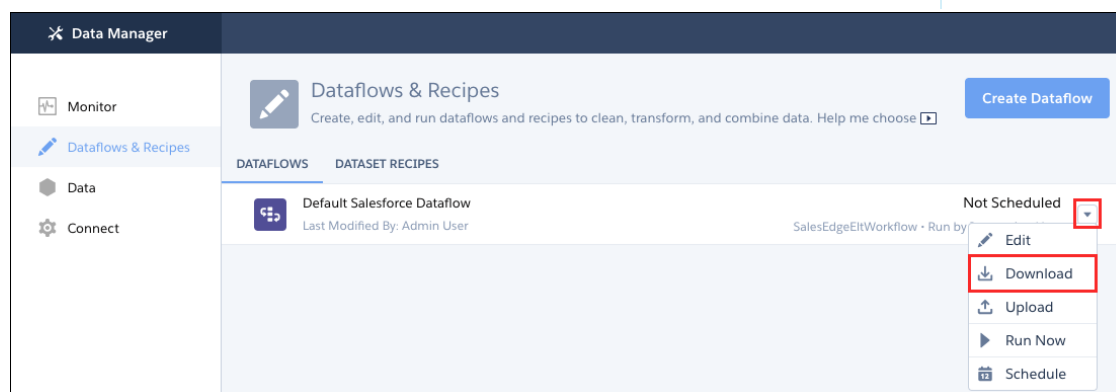 Data Manager
Monitor
Dataflows & Recipes
Data
Connect
Dataflows & Recipes
Create, edit, and run dataflows and recipes to clean, transform, and combine data. Help me choose
Create Dataflow
DATAFLOWS DATASET RECIPES
Default Salesforce Dataflow
Last Modified By: Admin User
Not Scheduled
SalesEdgeEltWorkflow • Run by
Edit
Download
Upload
Run Now
12
Schedule